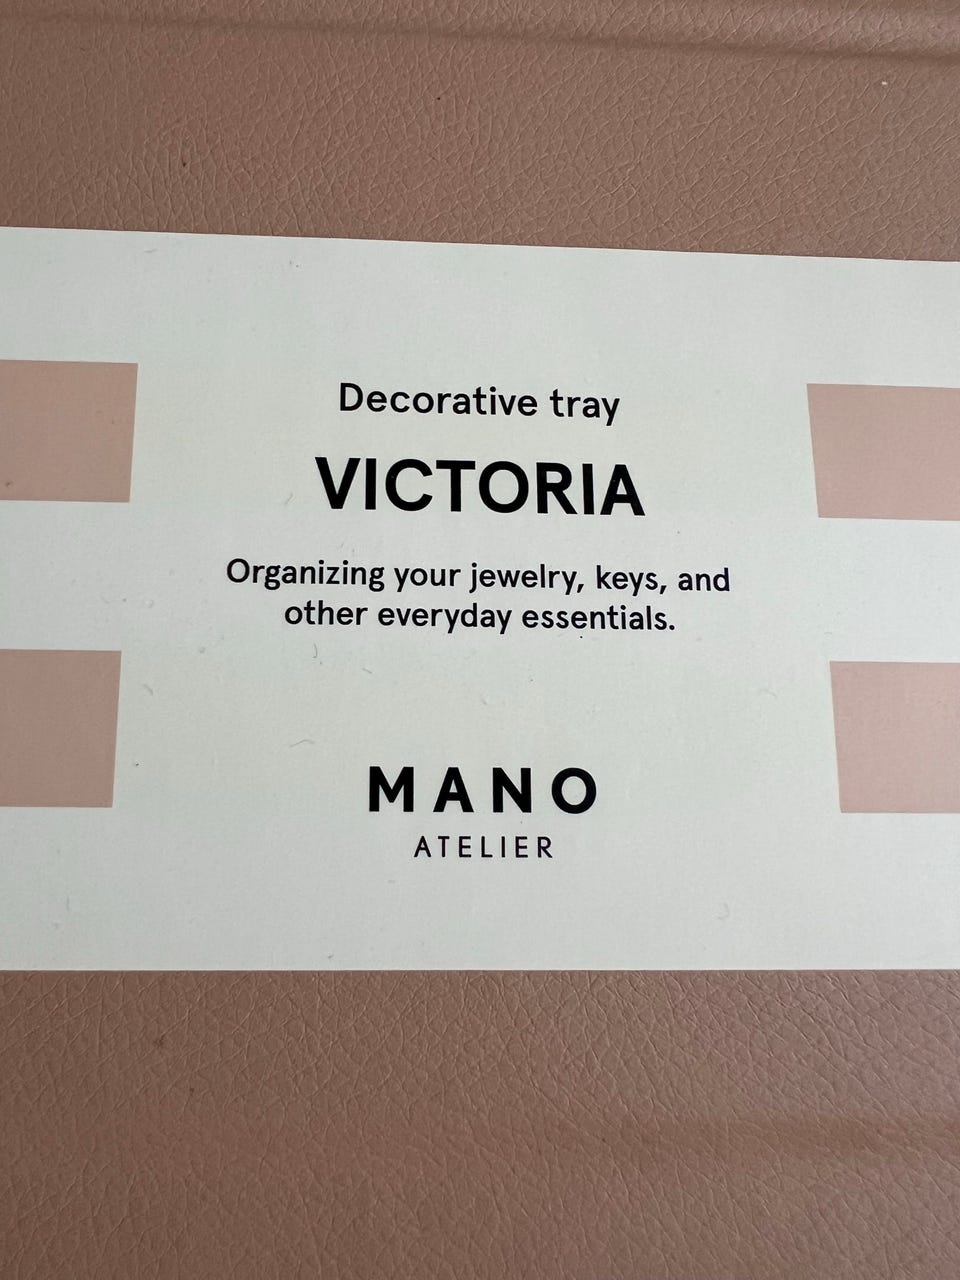 Decorative tray
VICTORIA
Organizing your jewelry, keys, and
other everyday essentials.
MANO
ATELIER